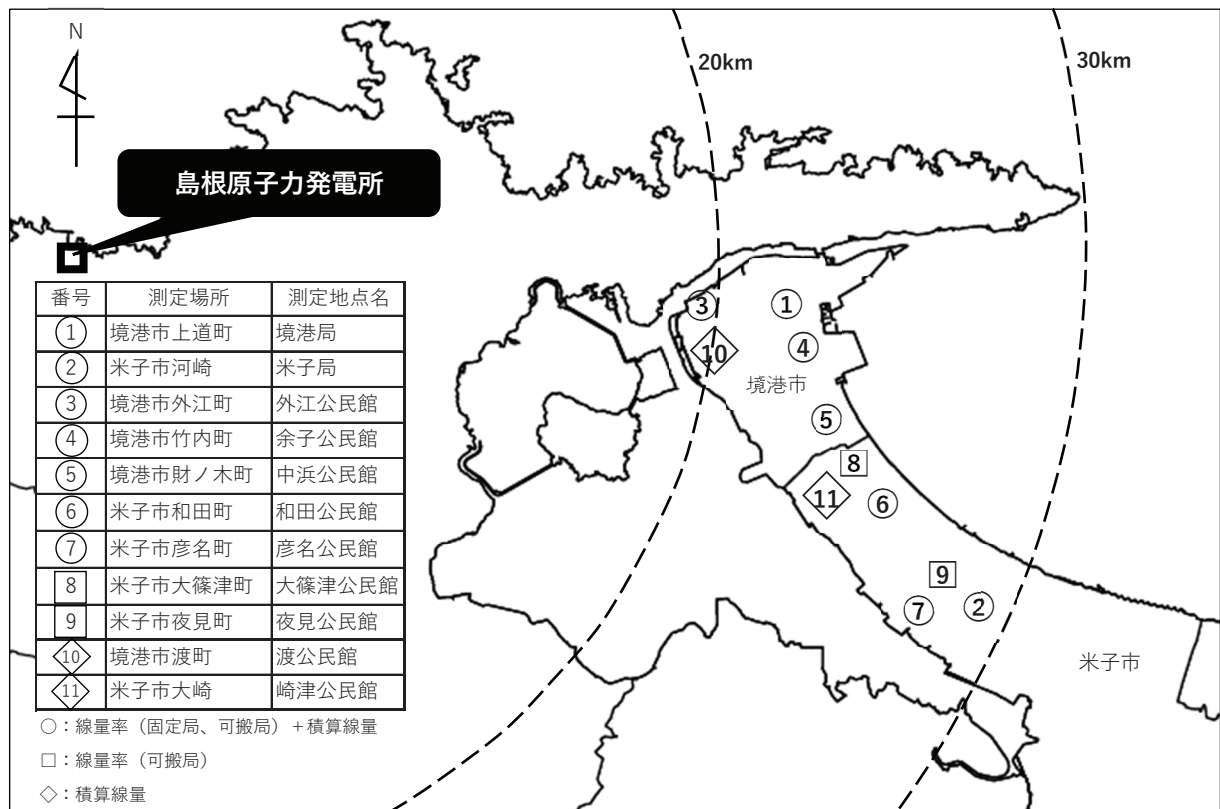 N
20km
30km
島根原子力発電所
番号 測定場所 測定地点名
① 境港市上道町 境港局
② 米子市河崎 米子局
③ 境港市外江町 外江公民館
④ 境港市竹内町 余子公民館
⑤ 境港市財ノ木町 中浜公民館
⑥ 米子市和田町 和田公民館
⑦ 米子市彦名町 彦名公民館
8 米子市大篠津町 大篠津公民館
9 米子市夜見町 夜見公民館
10 境港市渡町 渡公民館
11 米子市大崎 崎津公民館
○：線量率（固定局、可搬局）＋積算線量
□：線量率（可搬局）
◇：積算線量
③
①
10
④
境港市
⑤
8
11
⑥
9
⑦
②
米子市